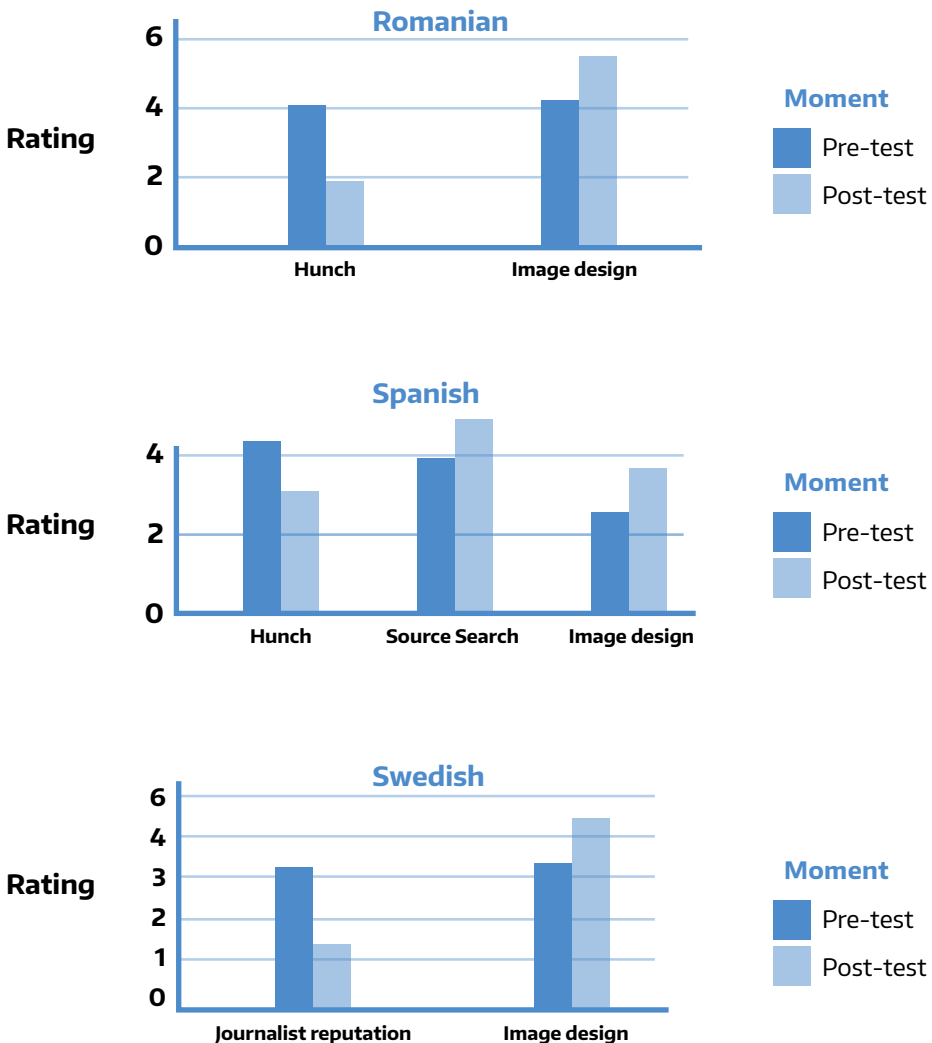 Romanian
6
4
2
0
Rating
Hunch
Image design
Moment
Pre-test
Post-test
Spanish
4
2
0
Rating
Hunch
Source Search
Image design
Moment
Pre-test
Post-test
Swedish
6
4
3
2
1
0
Rating
Journalist reputation
Image design
Moment
Pre-test
Post-test